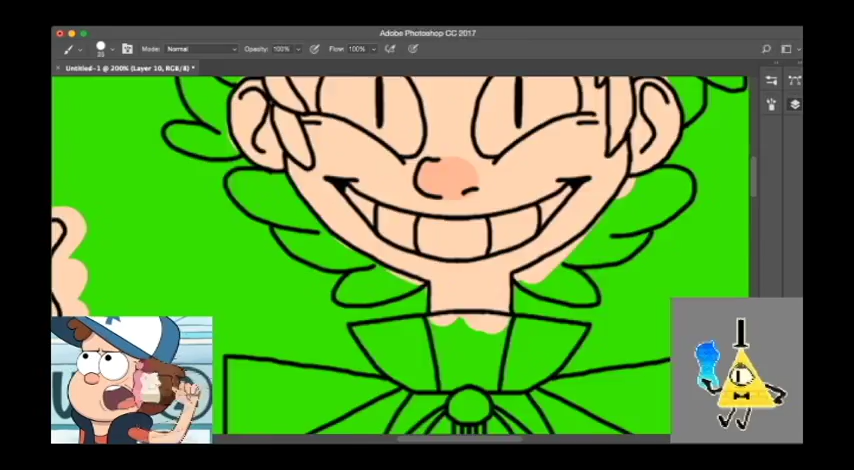 Adobe Photoshop CC 2017
Mode: Normal Opacity: 100% Flow: 100%
Untitled-1 @ 200% (Layer 10, RGB/8) *